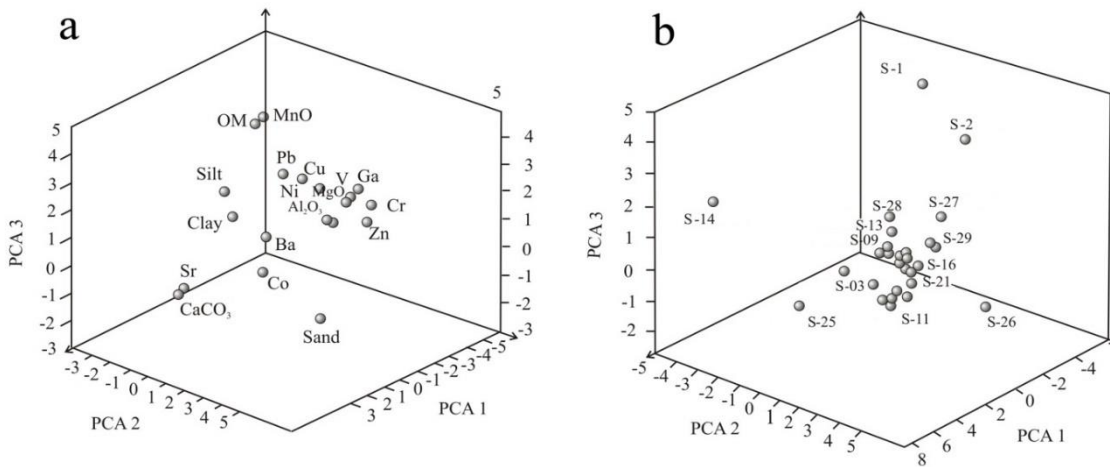 a
5
4
3
2
1
0
-1
-2
-3
PCA 3
5
4
3
2
1
0
-1
-2
-3
OM
MnO
Silt
Clay
Pb
Cu
Ni
MgO
V
Ga
Al₂O₃
Cr
Zn
Ba
Sr
CaCO₃
Co
Sand
-3 -2 -1 0 1 2 3 4 5
PCA 2
3 2 1 0 -1 -2 -3 -4 -5
PCA 1
b
5
4
3
2
1
0
-1
-2
PCA 3
S-1
S-2
S-14
S-28
S-27
S-13
S-09
S-29
S-16
S-03
S-21
S-25
S-11
S-26
-5 -4 -3 -2 -1 0 1 2 3 4 5
PCA 2
8 6 4 2 0 -2 -4
PCA 1